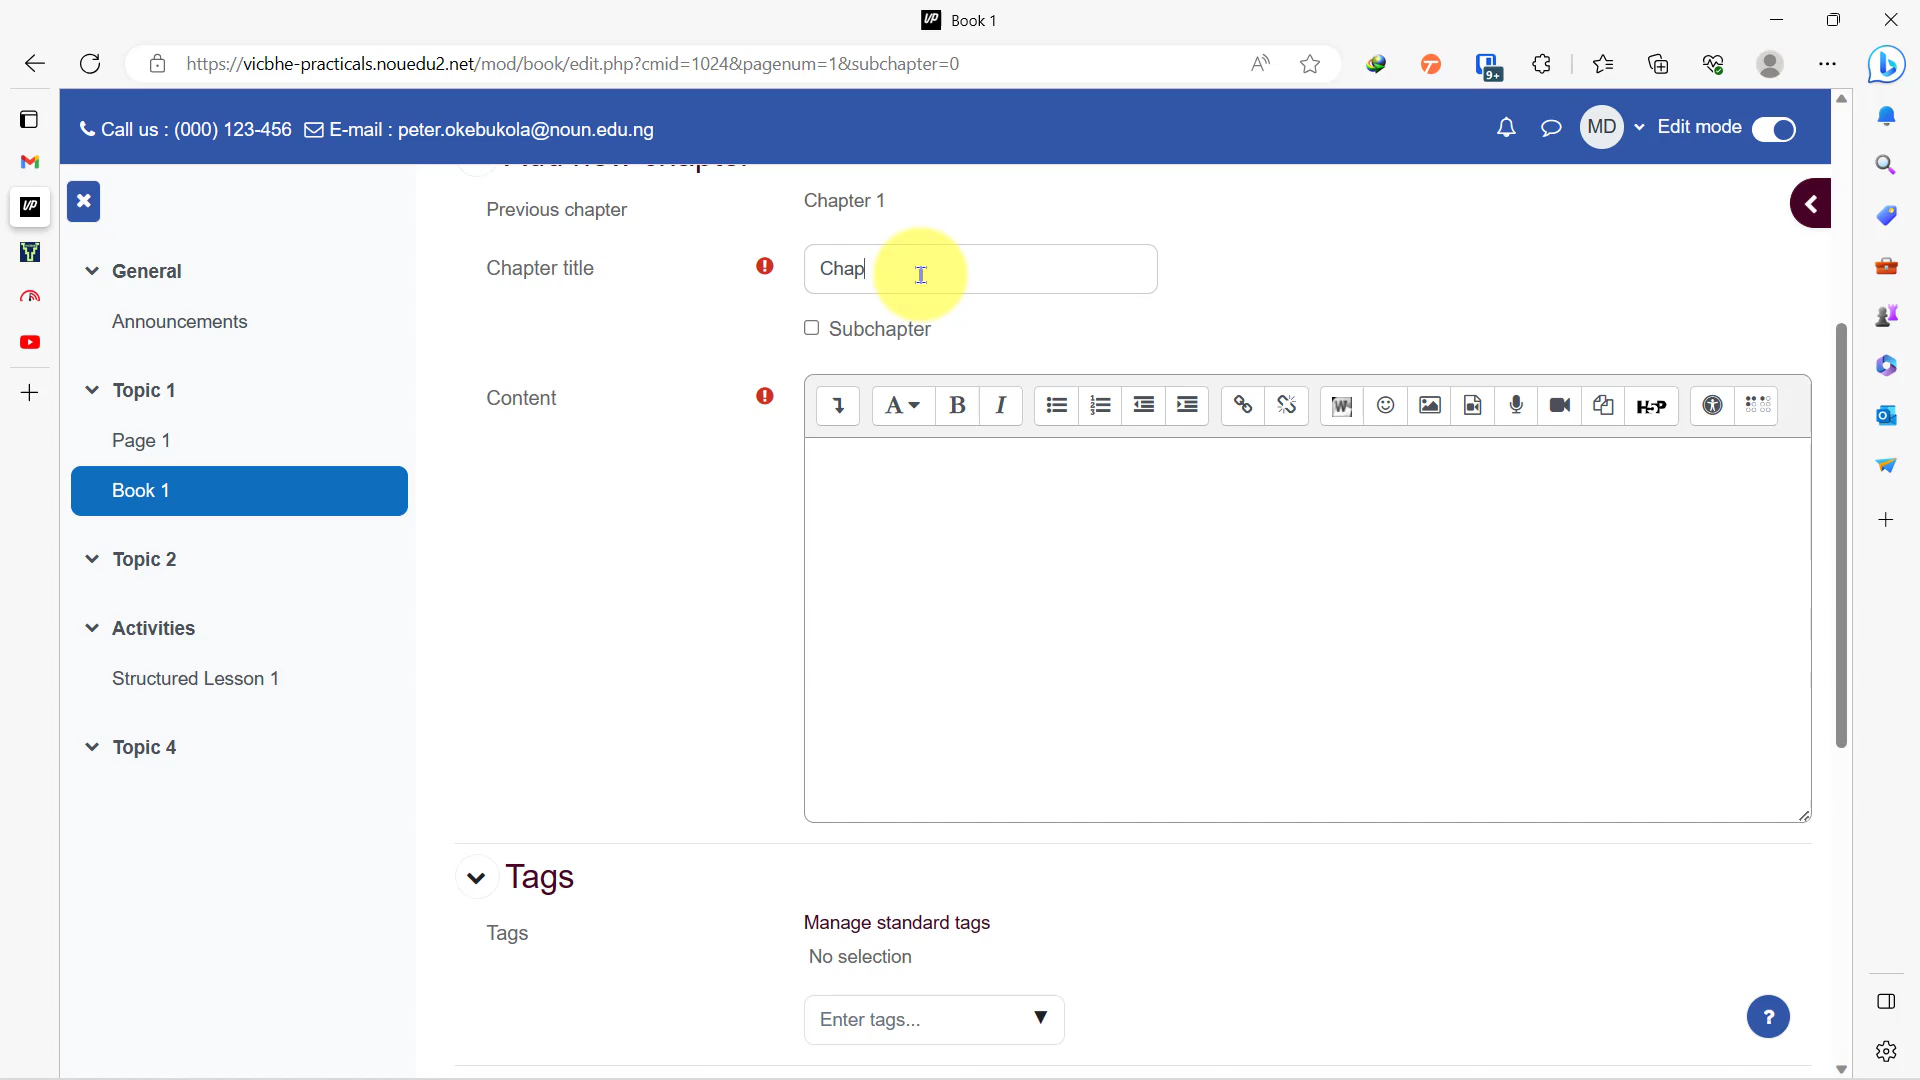 Book 1
https://vicbhe-practicals.nouedu2.net/mod/book/edit.php?cmid=1024&pagenum=1&subchapter=0
9+
Call us : (000) 123-456 E-mail : peter.okebukola@noun.edu.ng
MD
Edit mode
Previous chapter
Chapter 1
Chapter title
Chap
Subchapter
Content
A
B
I
W
H5P
General
Announcements
Topic 1
Page 1
Book 1
Topic 2
Activities
Structured Lesson 1
Topic 4
Tags
Tags
Manage standard tags
No selection
Enter tags...
?